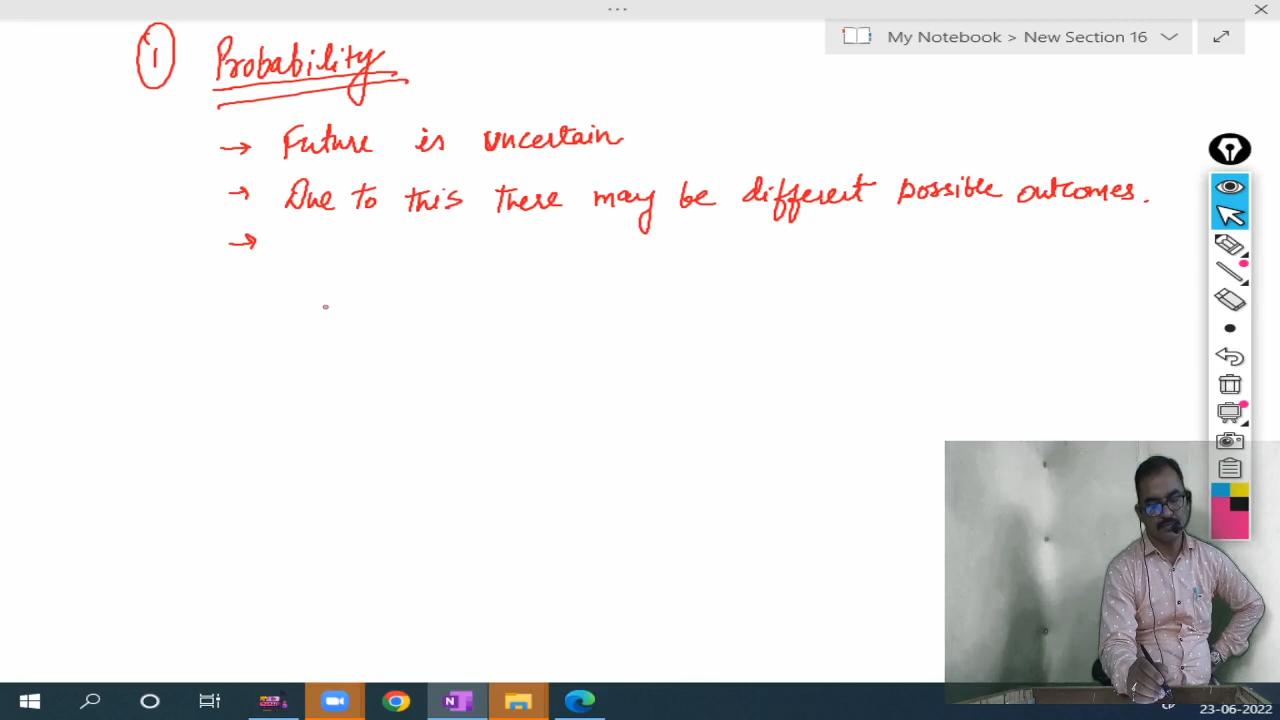 My Notebook > New Section 16
① Probability
→ Future is uncertain
→ Due to this there may be different possible outcomes.
→
23-06-2022